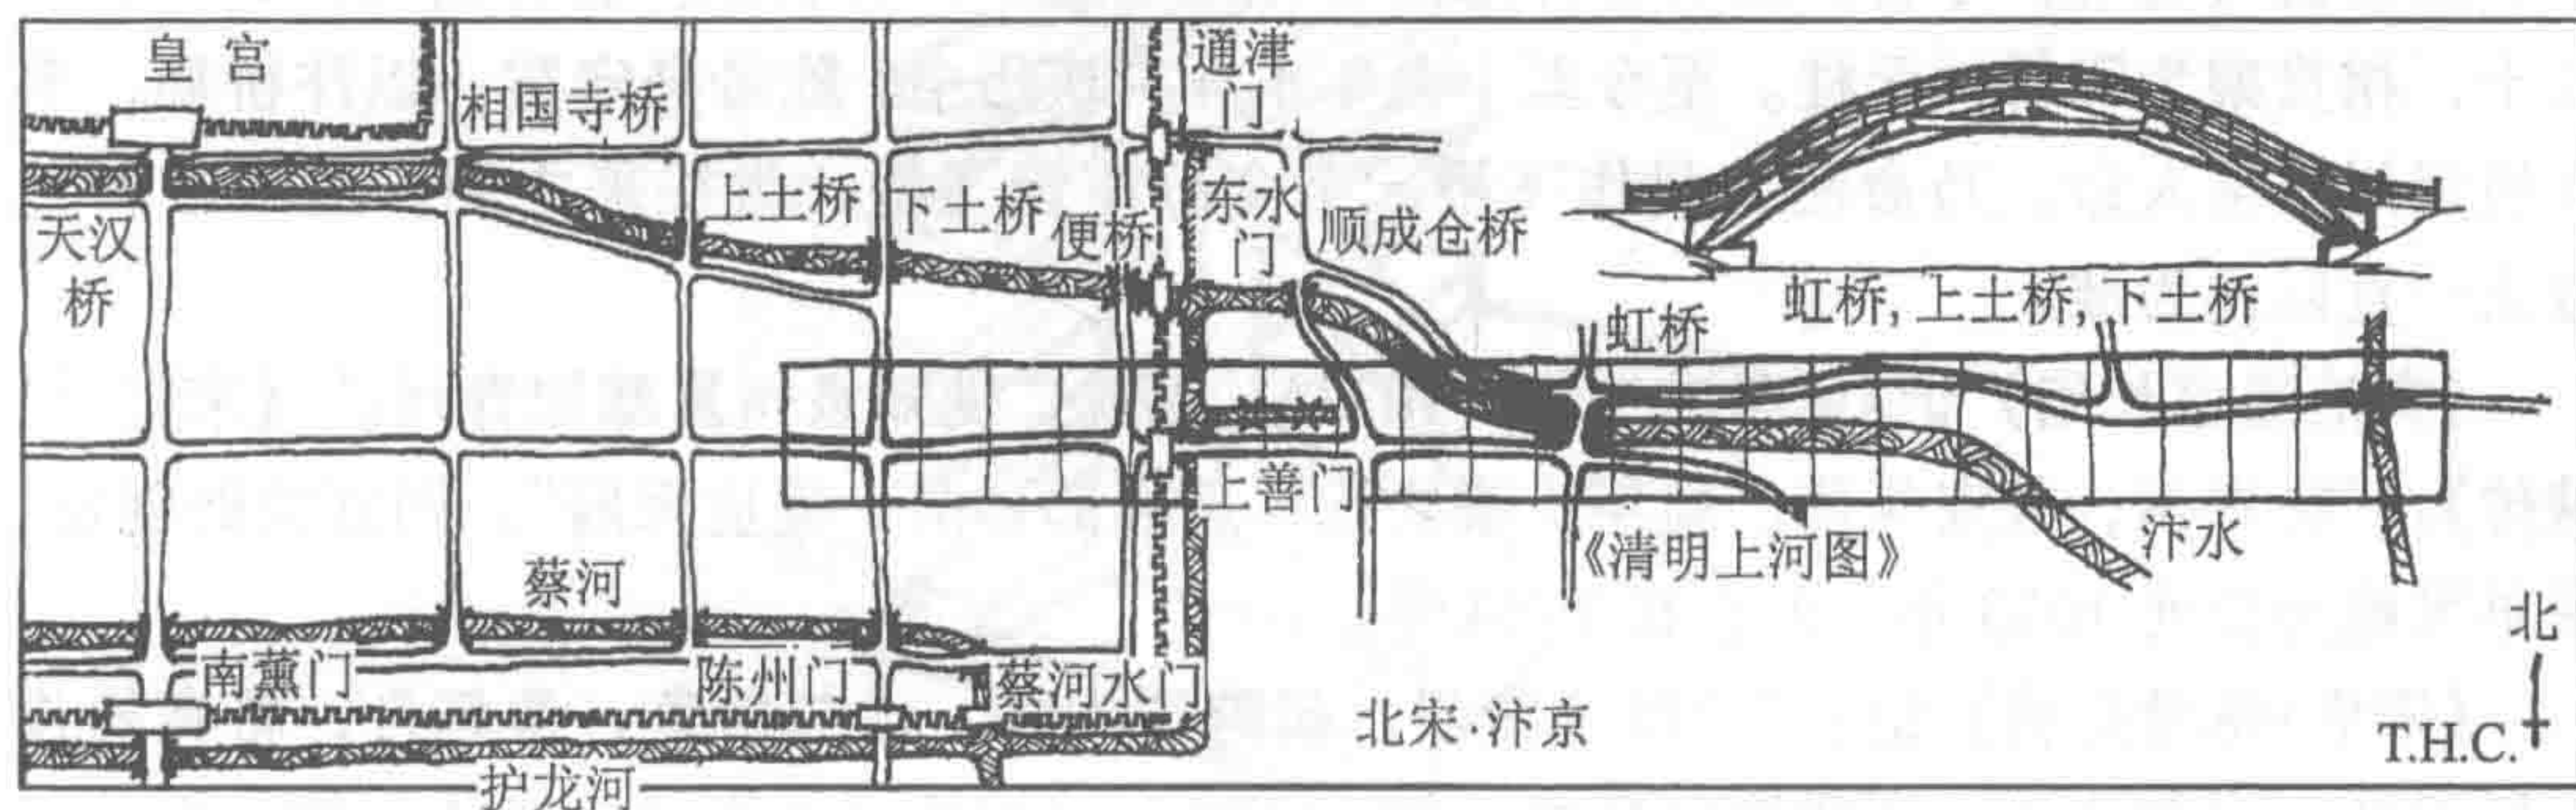 皇宫
通津
门
相国寺桥
天汉
桥
上土桥
下土桥
便桥
东水
门
顺成仓桥
虹桥
虹桥,上土桥,下土桥
上善门
《清明上河图》
汴水
蔡河
南薰门
陈州门
蔡河水门
北宋·汴京
护龙河
北
T.H.C.